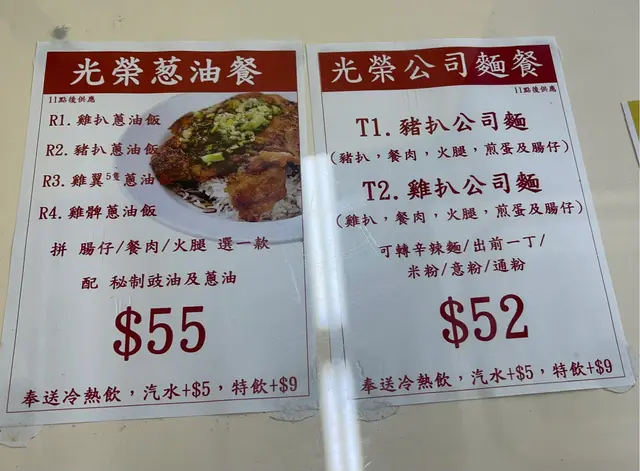 光榮葱油餐
11點後供應
R1. 雞扒蔥油飯
R2. 豬扒蔥油飯
R3. 雞翼5隻蔥油
R4. 雞髀蔥油飯
拼 腸仔/餐肉/火腿 選一款
配 秘制豉油及蔥油
$55
奉送冷熱飲，汽水+$5，特飲+$9
光榮公司麵餐
11點後供應
T1. 豬扒公司麵
(豬扒，餐肉，火腿，煎蛋及腸仔)
T2. 雞扒公司麵
(雞扒，餐肉，火腿，煎蛋及腸仔)
可轉辛辣麵/出前一丁/
米粉/意粉/通粉
$52
奉送冷熱飲，汽水+$5，特飲+$9